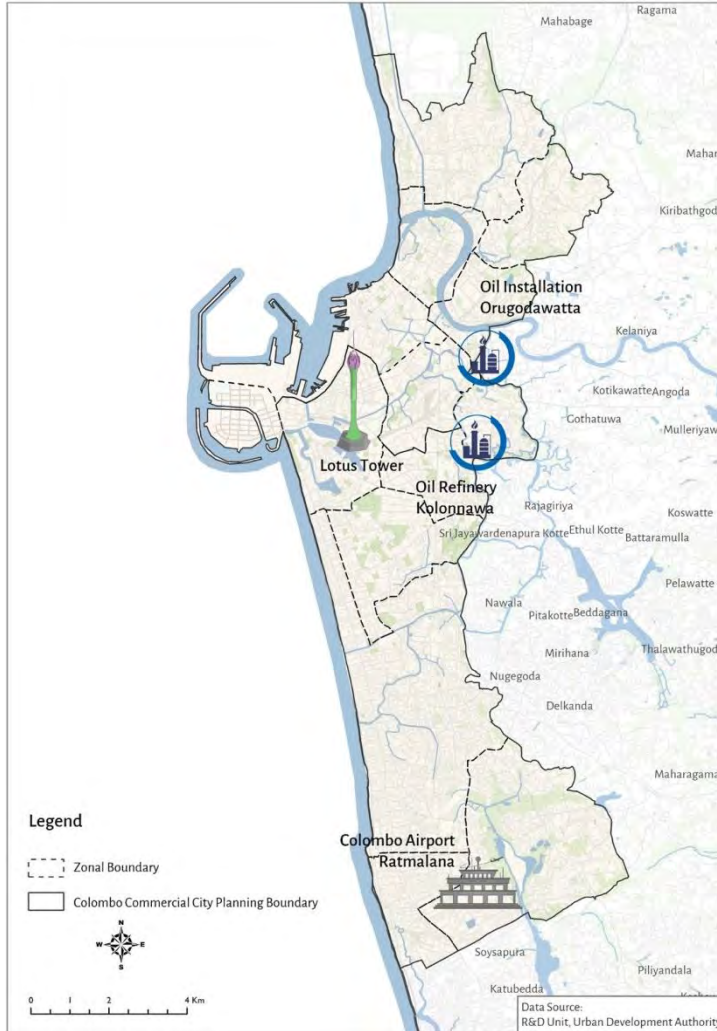 Ragama
Mahabage
Mahar
Kiribathgod
Oil Installation
Orugodawatta
Kelaniya
Kotikawatte Angoda
Gothatuwa
Mulleriyaw
Lotus Tower
Oil Refinery
Kolonnawa
Rajagiriya
Koswatte
Sri Jayawardenapura Kotte Ethul Kotte
Battaramulla
Pelawatte
Nawala
Pitakotte Beddagana
Mirihana
Thalawathugod
Nugegoda
Delkanda
Maharagama
Legend
Zonal Boundary
Colombo Commercial City Planning Boundary
Colombo Airport
Ratmalana
N
W E
S
0 1 2 4 Km
Soysapura
Katubedda
Piliyandala
Data Source:
R&D Unit, Urban Development Authority